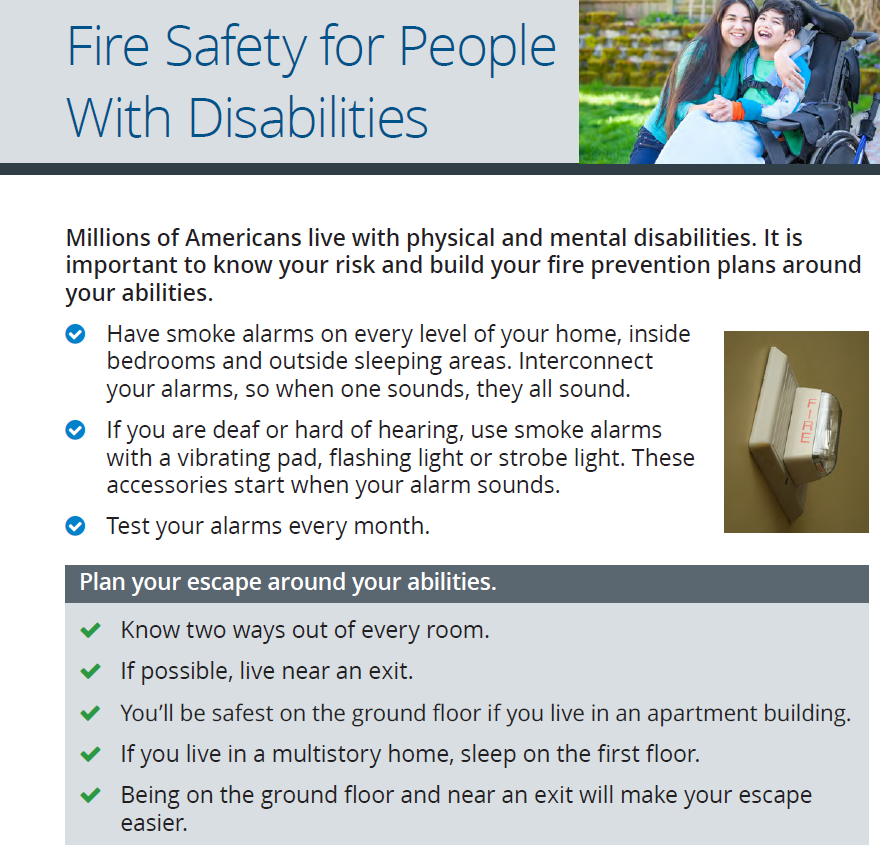 Fire Safety for People
With Disabilities
Millions of Americans live with physical and mental disabilities. It is
important to know your risk and build your fire prevention plans around
your abilities.
Have smoke alarms on every level of your home, inside
bedrooms and outside sleeping areas. Interconnect
your alarms, so when one sounds, they all sound.
If you are deaf or hard of hearing, use smoke alarms
with a vibrating pad, flashing light or strobe light. These
accessories start when your alarm sounds.
Test your alarms every month.
FIRE
Plan your escape around your abilities.
Know two ways out of every room.
If possible, live near an exit.
You’ll be safest on the ground floor if you live in an apartment building.
If you live in a multistory home, sleep on the first floor.
Being on the ground floor and near an exit will make your escape
easier.